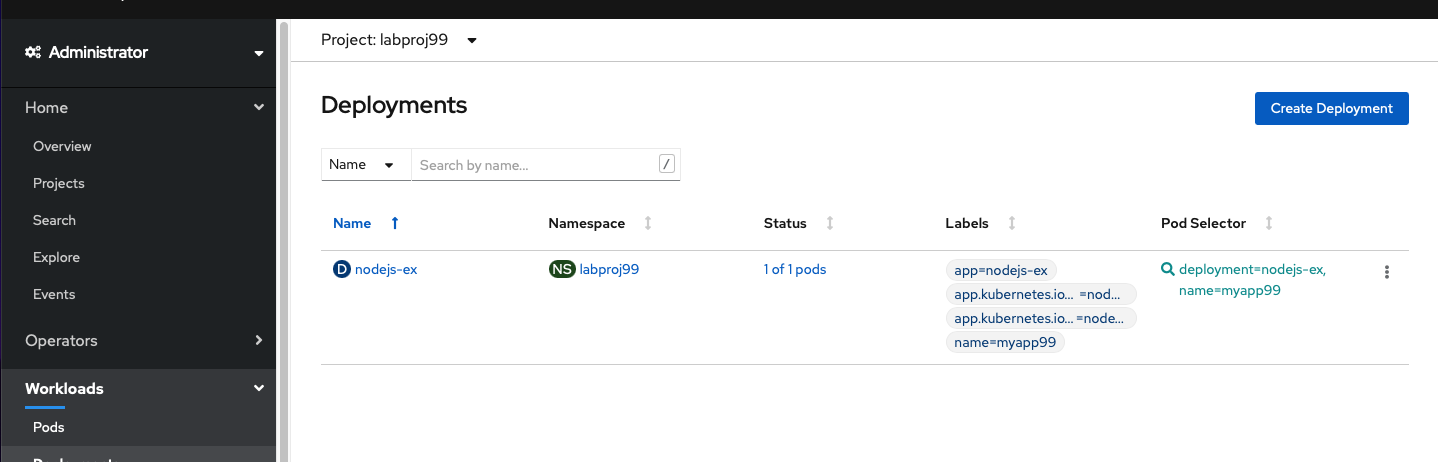 Administrator
Project: labproj99
Home
Overview
Projects
Search
Explore
Events
Operators
Workloads
Pods
Deployments
Create Deployment
Name
Search by name...
/
Name
Namespace
Status
Labels
Pod Selector
D nodejs-ex
NS labproj99
1 of 1 pods
app=nodejs-ex
app.kubernetes.io... =nod...
app.kubernetes.io... =node...
name=myapp99
deployment=nodejs-ex,
name=myapp99